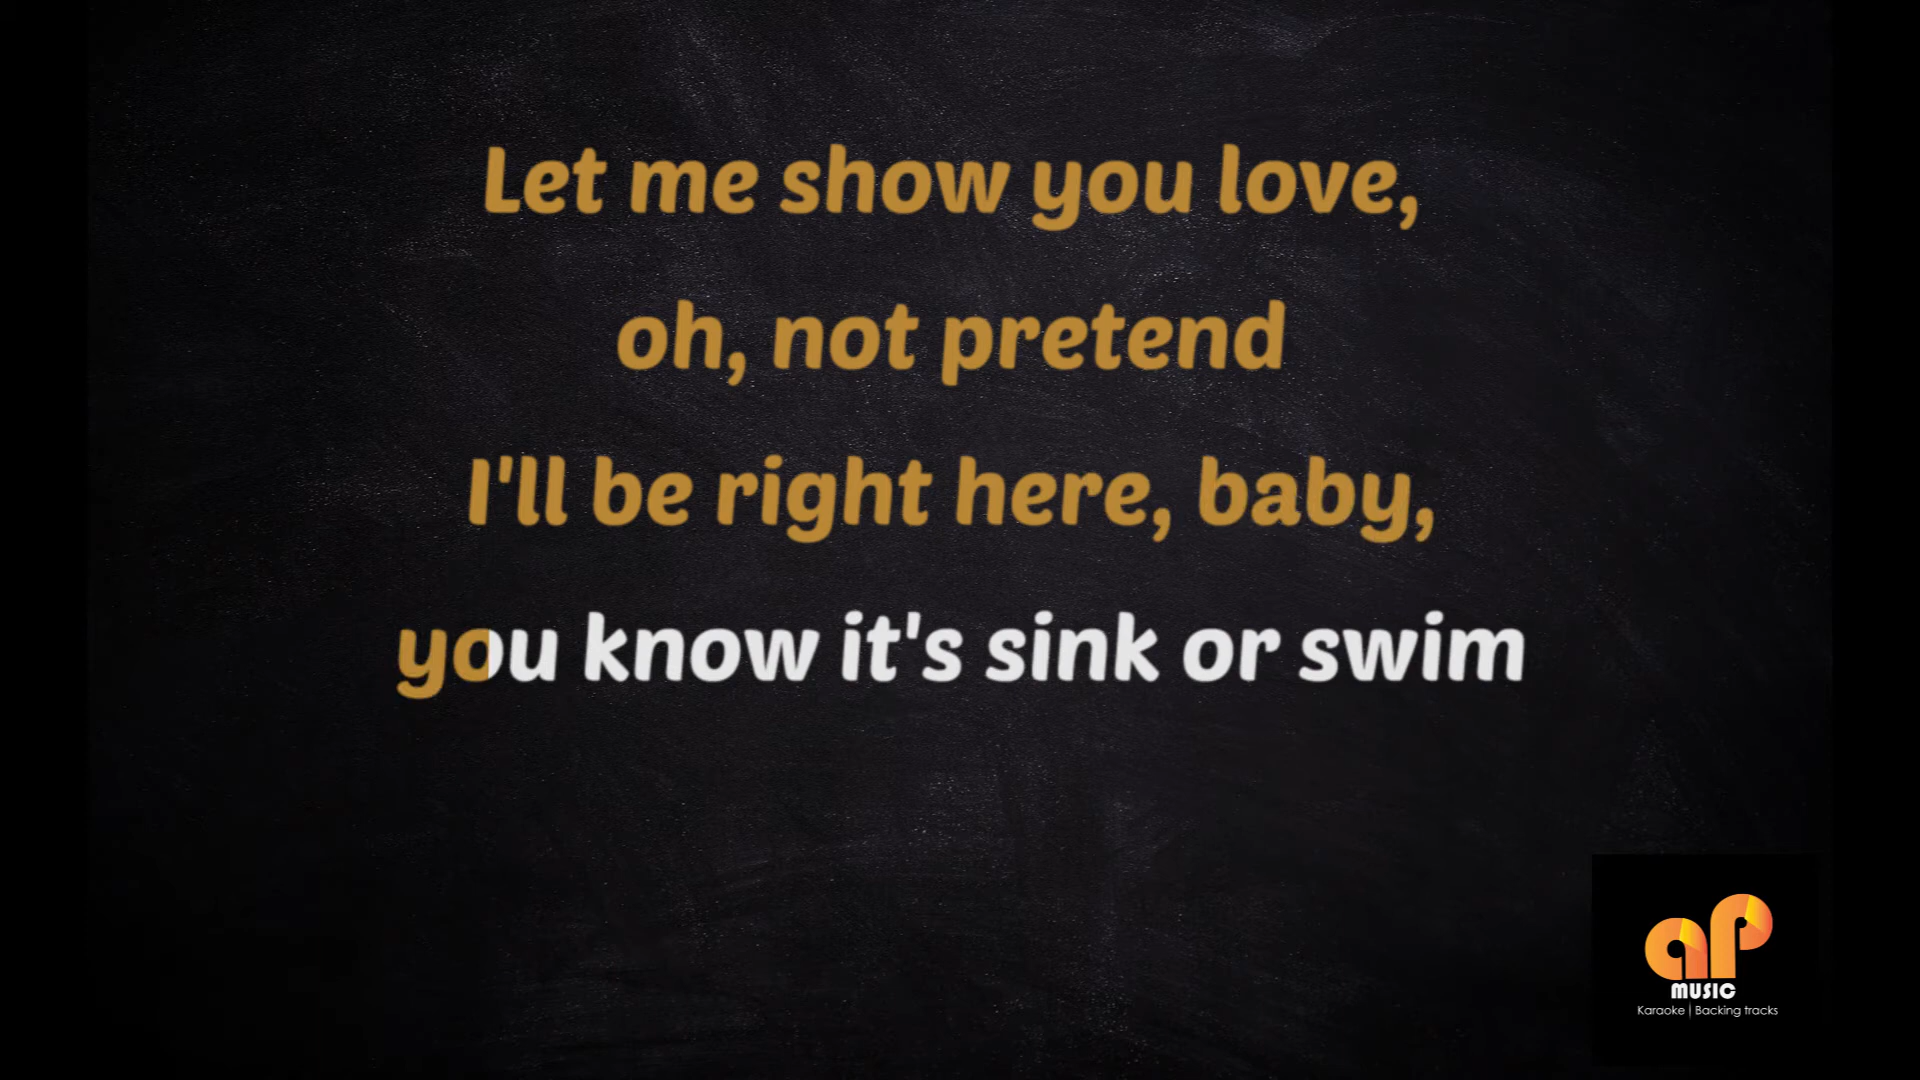 Let me show you love,
oh, not pretend
I'll be right here, baby,
you know it's sink or swim
aP
MUSIC
Karaoke | Backing tracks